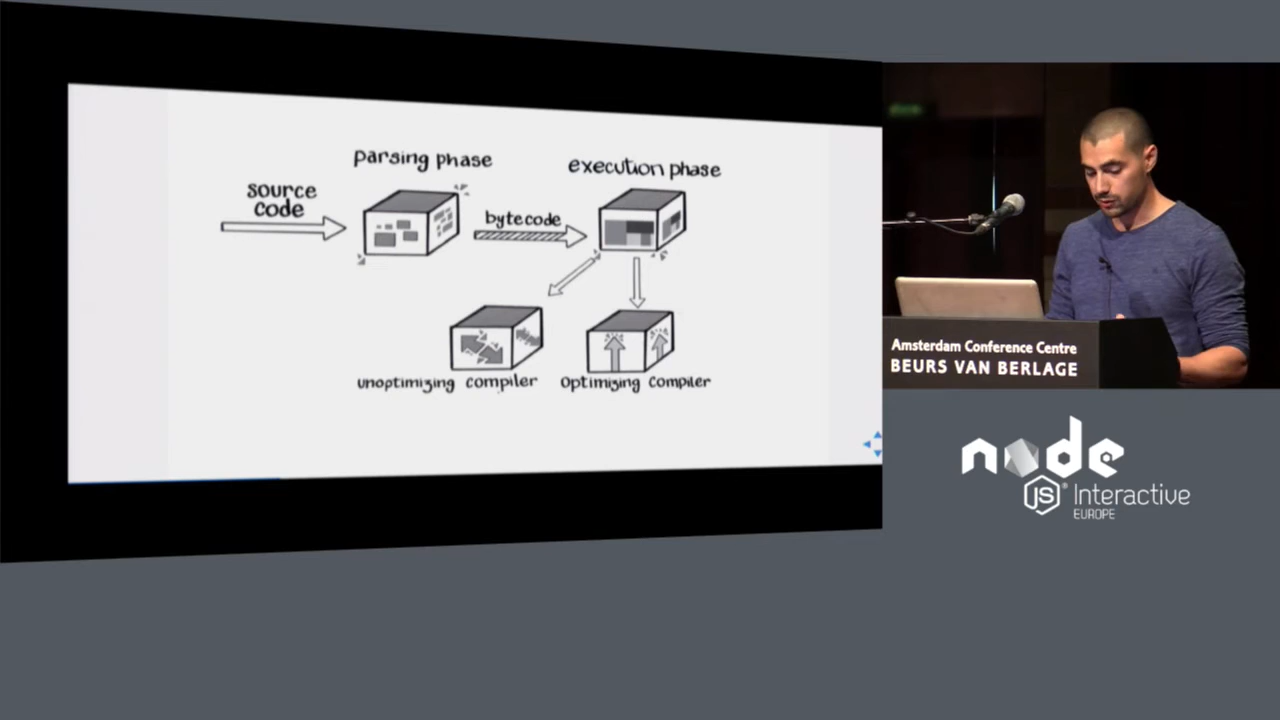 parsing phase
execution phase
source
code
bytecode
unoptimizing compiler
optimizing compiler
Amsterdam Conference Centre
BEURS VAN BERLAGE
node
JS
® Interactive
EUROPE